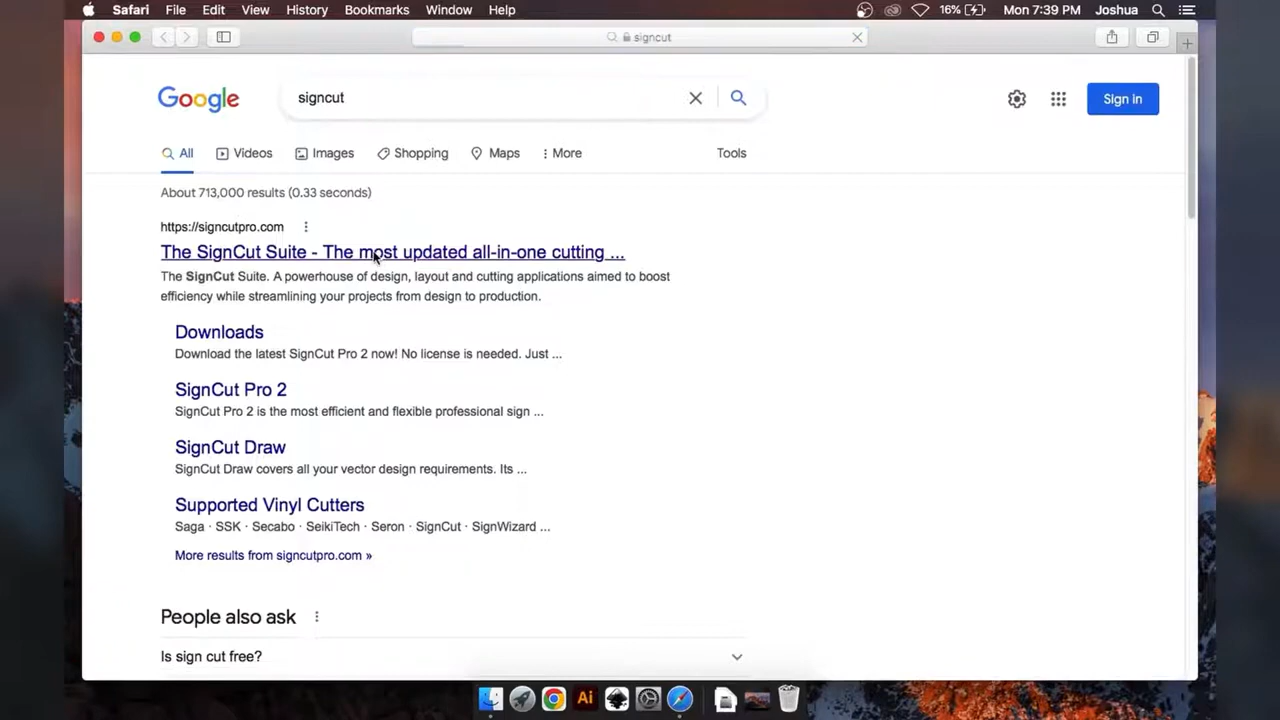 Safari File Edit View History Bookmarks Window Help 16% Mon 7:39 PM Joshua
signcut
Google signcut Sign in
All Videos Images Shopping Maps More Tools
About 713,000 results (0.33 seconds)
https://signcutpro.com
The SignCut Suite - The most updated all-in-one cutting ...
The SignCut Suite. A powerhouse of design, layout and cutting applications aimed to boost
efficiency while streamlining your projects from design to production.
Downloads
Download the latest SignCut Pro 2 now! No license is needed. Just ...
SignCut Pro 2
SignCut Pro 2 is the most efficient and flexible professional sign ...
SignCut Draw
SignCut Draw covers all your vector design requirements. Its ...
Supported Vinyl Cutters
Saga · SSK · Secabo · SeikiTech · Seron · SignCut · SignWizard ...
More results from signcutpro.com »
People also ask
Is sign cut free?
Ai